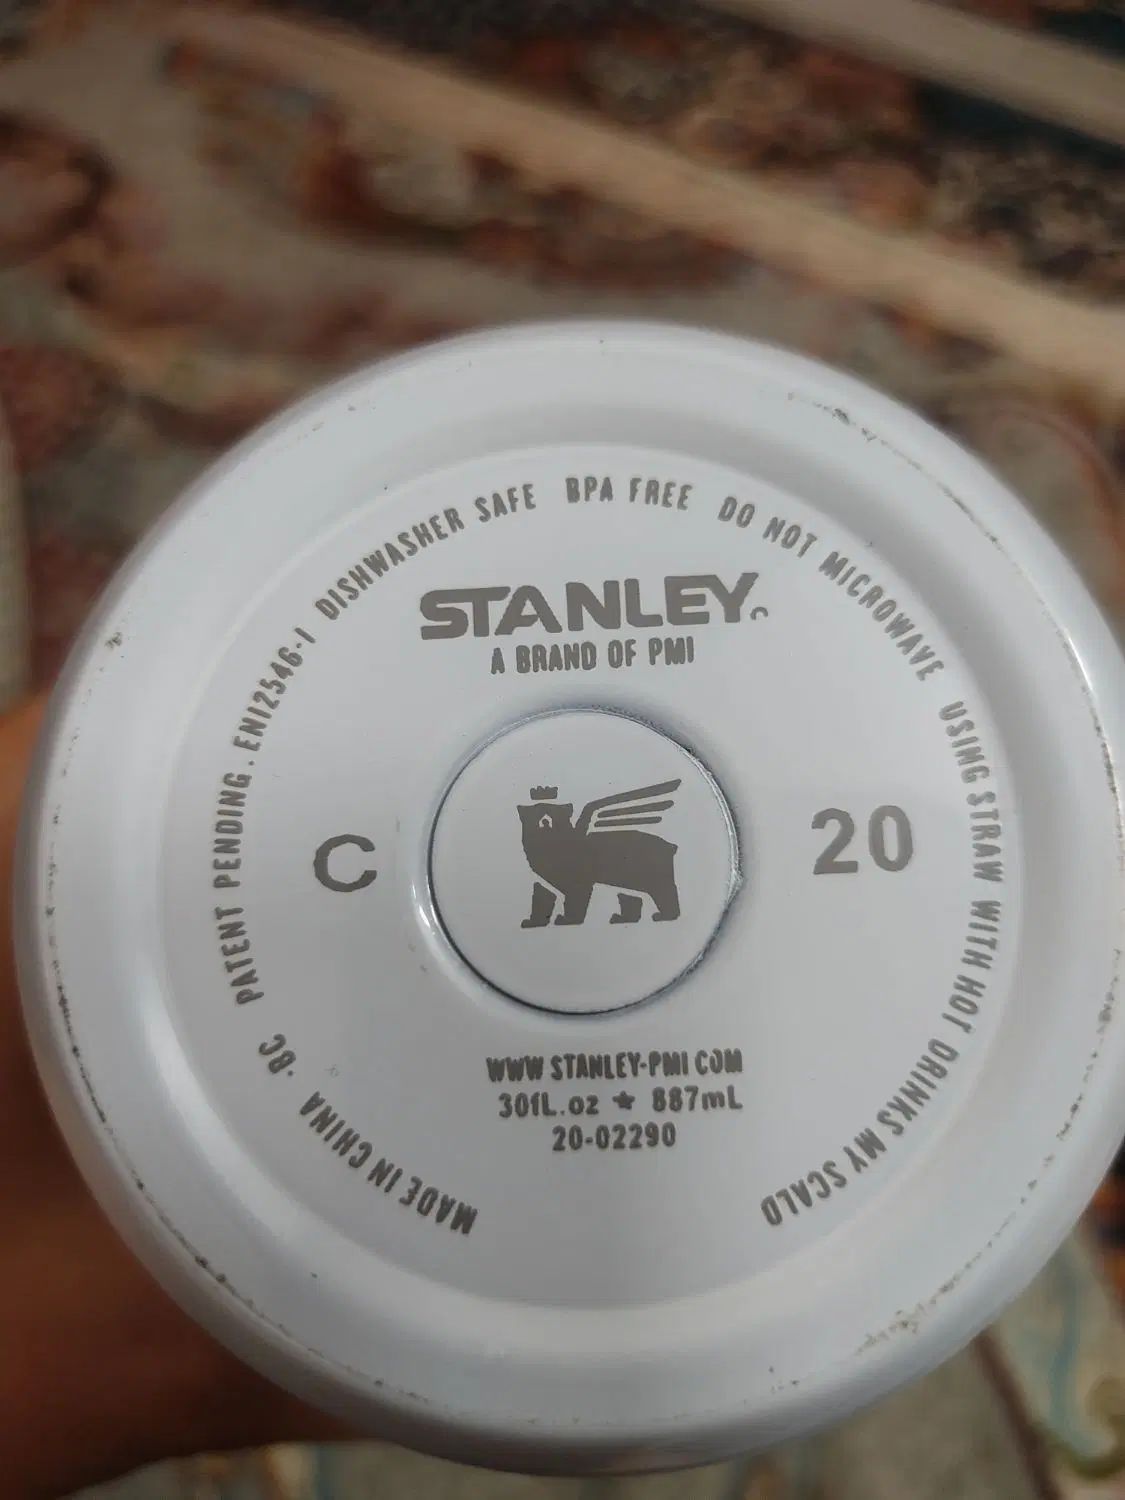 MADE IN CHINA .BC PATENT PENDING . EN12546-1 DISHWASHER SAFE BPA FREE DO NOT MICROWAVE USING STRAW WITH HOT DRINKS MY SCALD
STANLEY
A BRAND OF PMI
C
20
WWW STANLEY-PMI COM
30fL.oz ★ 887mL
20-02290